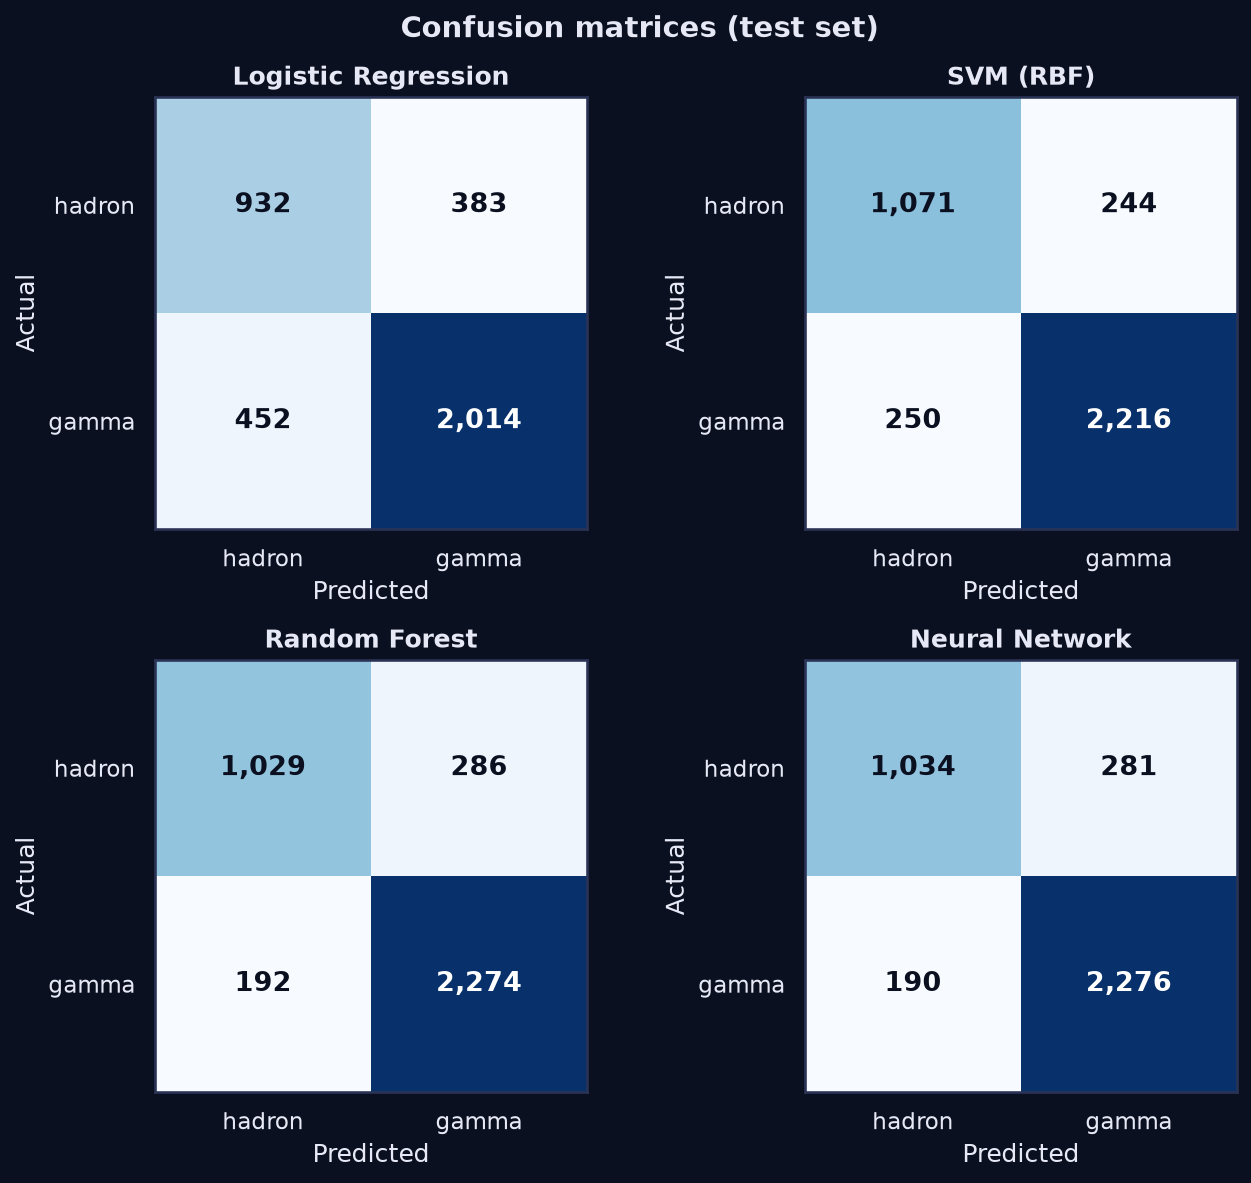 Confusion matrices (test set)
Logistic Regression
hadron
932
383
Actual
gamma
452
2,014
hadron
gamma
Predicted
SVM (RBF)
hadron
1,071
244
Actual
gamma
250
2,216
hadron
gamma
Predicted
Random Forest
hadron
1,029
286
Actual
gamma
192
2,274
hadron
gamma
Predicted
Neural Network
hadron
1,034
281
Actual
gamma
190
2,276
hadron
gamma
Predicted